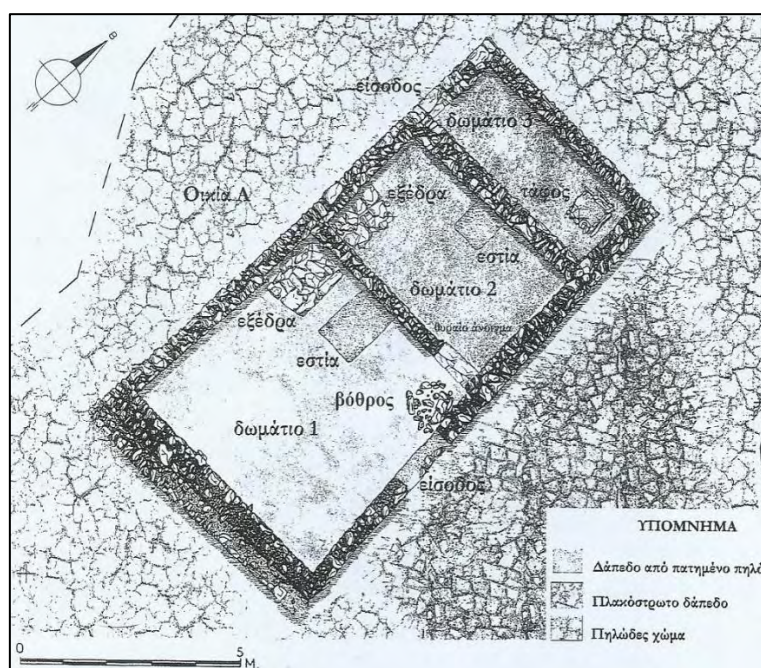 Β
είσοδος
δωμάτιο 3
Οικία Λ
εξέδρα
τάφος
εστία
δωμάτιο 2
θυραίο άνοιγμα
εξέδρα
εστία
βόθρος
δωμάτιο 1
είσοδος
ΥΠΟΜΝΗΜΑ
Δάπεδο από πατημένο πηλό
Πλακόστρωτο δάπεδο
Πηλώδες χώμα
0 5
Μ.